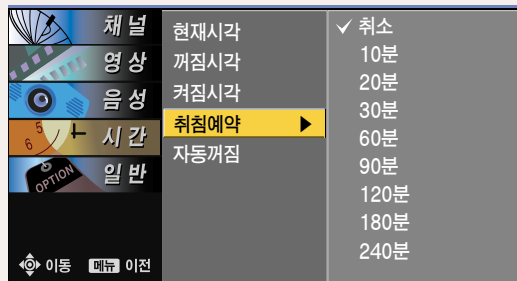 채널
영상
음성
시간
일반
OPTION
5
6
이동 메뉴 이전
현재시각
꺼짐시각
켜짐시각
취침예약
자동꺼짐
취소
10분
20분
30분
60분
90분
120분
180분
240분